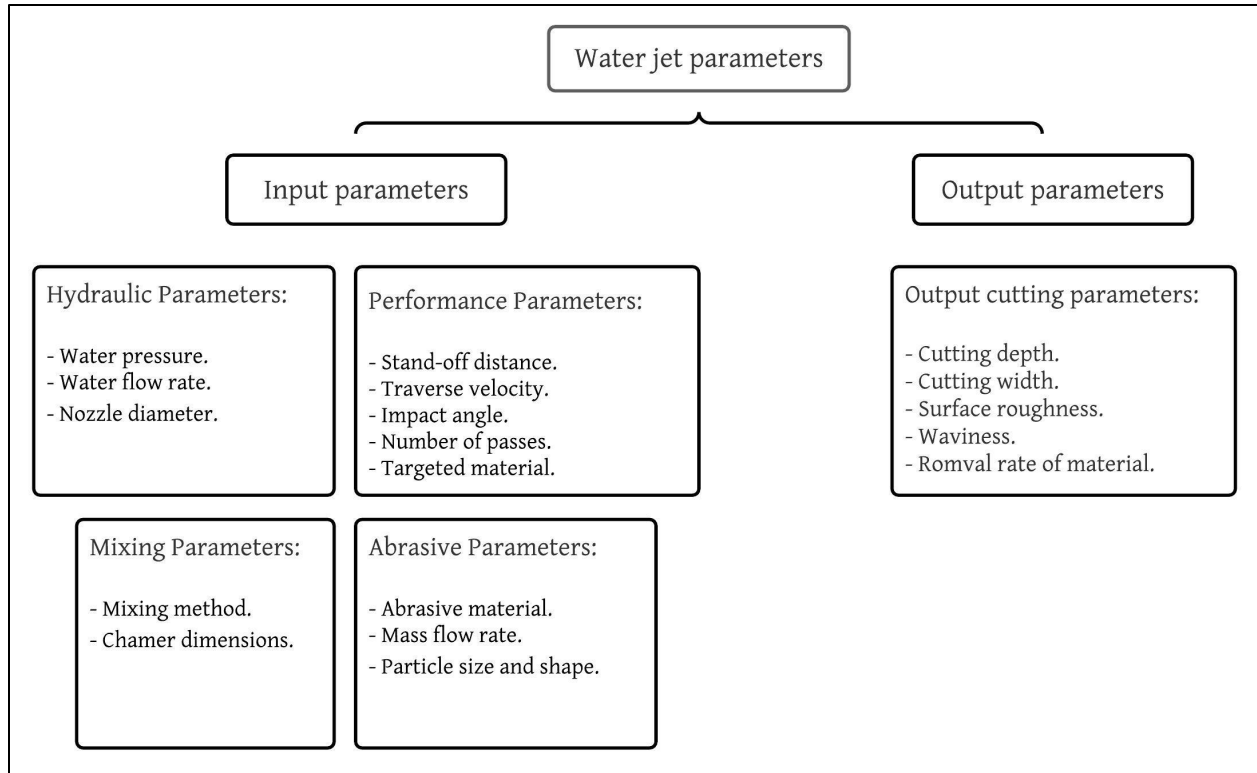 Water jet parameters
Input parameters
Output parameters
Hydraulic Parameters:
- Water pressure.
- Water flow rate.
- Nozzle diameter.
Performance Parameters:
- Stand-off distance.
- Traverse velocity.
- Impact angle.
- Number of passes.
- Targeted material.
Output cutting parameters:
- Cutting depth.
- Cutting width.
- Surface roughness.
- Waviness.
- Romval rate of material.
Mixing Parameters:
- Mixing method.
- Chamer dimensions.
Abrasive Parameters:
- Abrasive material.
- Mass flow rate.
- Particle size and shape.